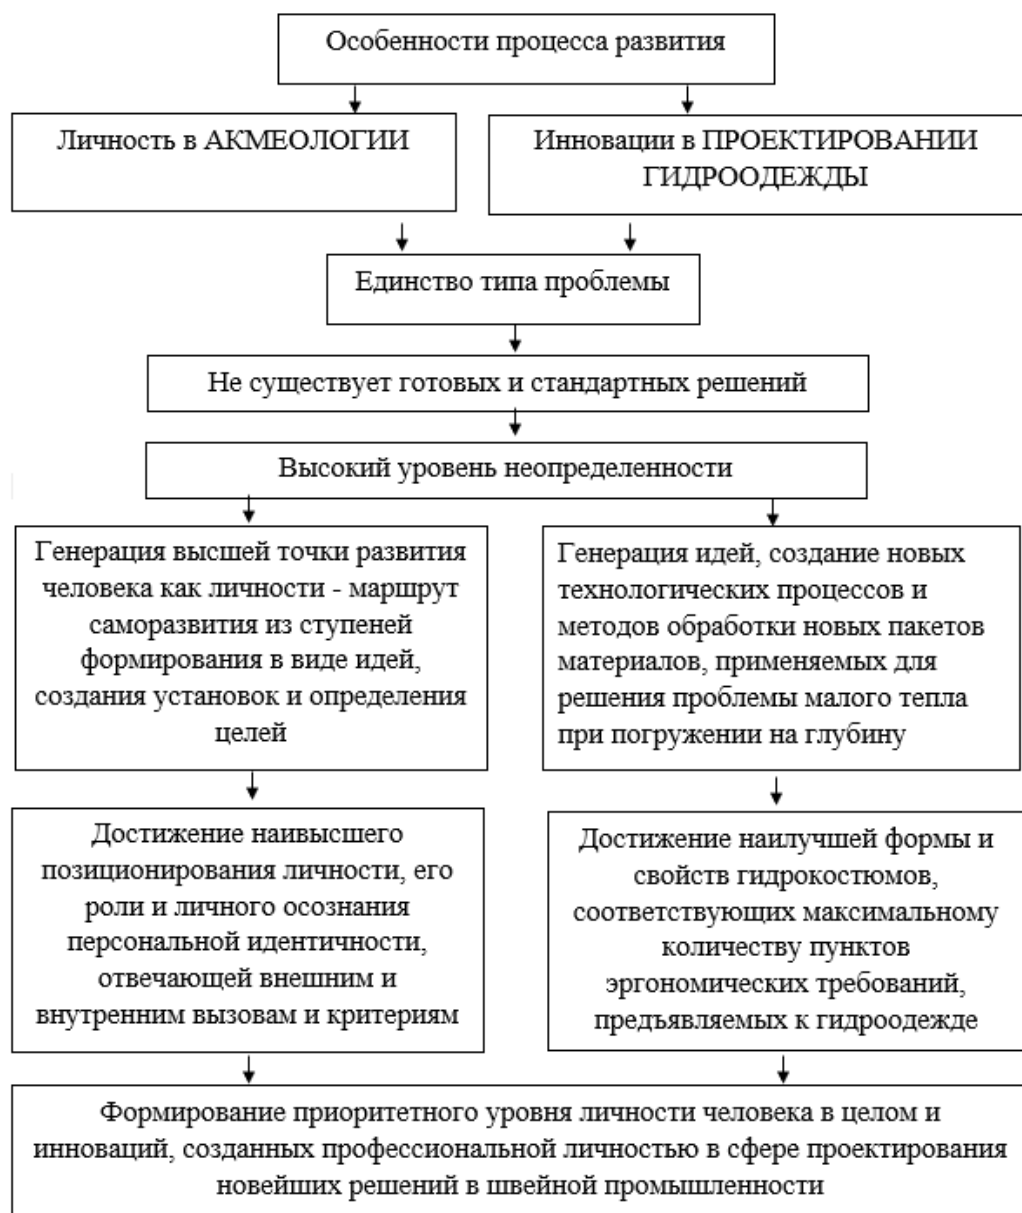 Особенности процесса развития
Личность в АКМЕОЛОГИИ
Инновации в ПРОЕКТИРОВАНИИ
ГИДРООДЕЖДЫ
Единство типа проблемы
Не существует готовых и стандартных решений
Высокий уровень неопределенности
Генерация высшей точки развития
человека как личности - маршрут
саморазвития из ступеней
формирования в виде идей,
создания установок и определения
целей
Генерация идей, создание новых
технологических процессов и
методов обработки новых пакетов
материалов, применяемых для
решения проблемы малого тепла
при погружении на глубину
Достижение наивысшего
позиционирования личности, его
роли и личного осознания
персональной идентичности,
отвечающей внешним и
внутренним вызовам и критериям
Достижение наилучшей формы и
свойств гидрокостюмов,
соответствующих максимальному
количеству пунктов
эргономических требований,
предъявляемых к гидроодежде
Формирование приоритетного уровня личности человека в целом и
инноваций, созданных профессиональной личностью в сфере проектирования
новейших решений в швейной промышленности